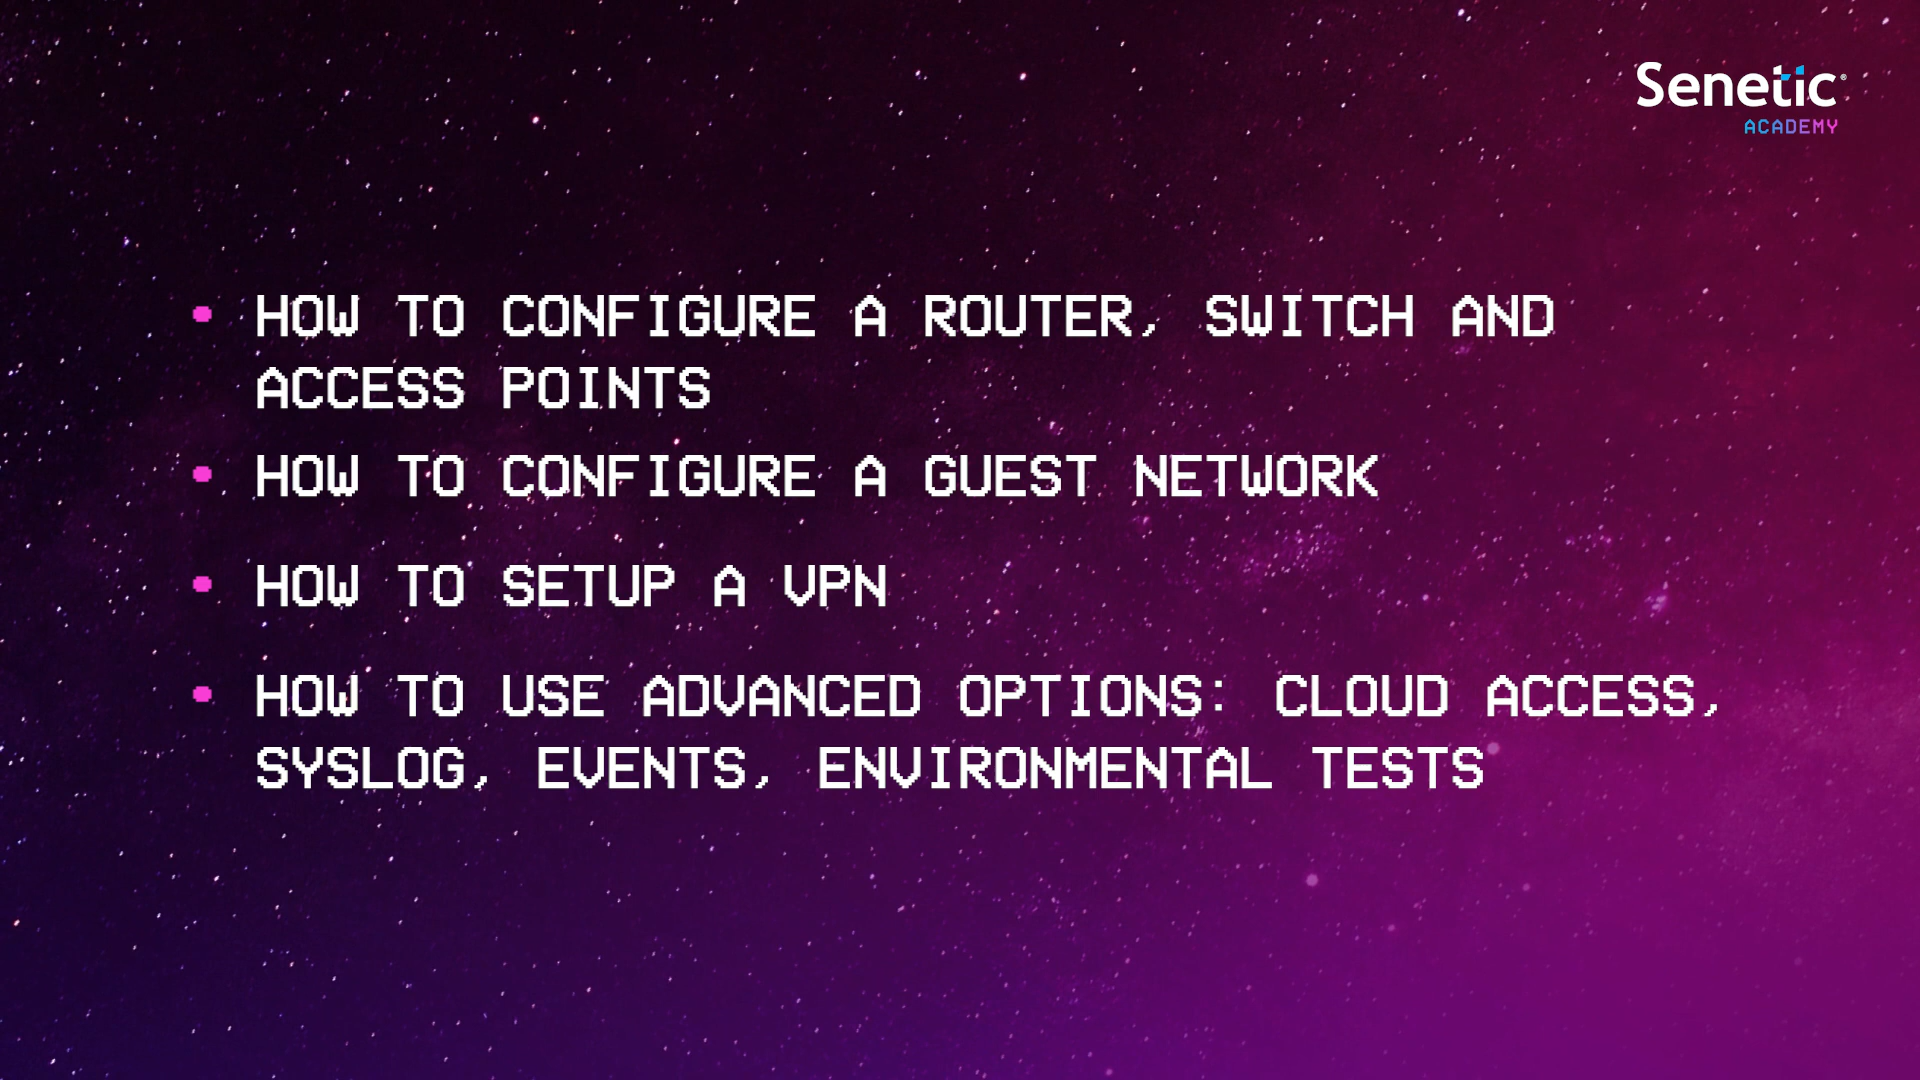 Senetic®
ACADEMY
• HOW TO CONFIGURE A ROUTER, SWITCH AND
ACCESS POINTS
• HOW TO CONFIGURE A GUEST NETWORK
• HOW TO SETUP A VPN
• HOW TO USE ADVANCED OPTIONS: CLOUD ACCESS,
SYSLOG, EVENTS, ENVIRONMENTAL TESTS